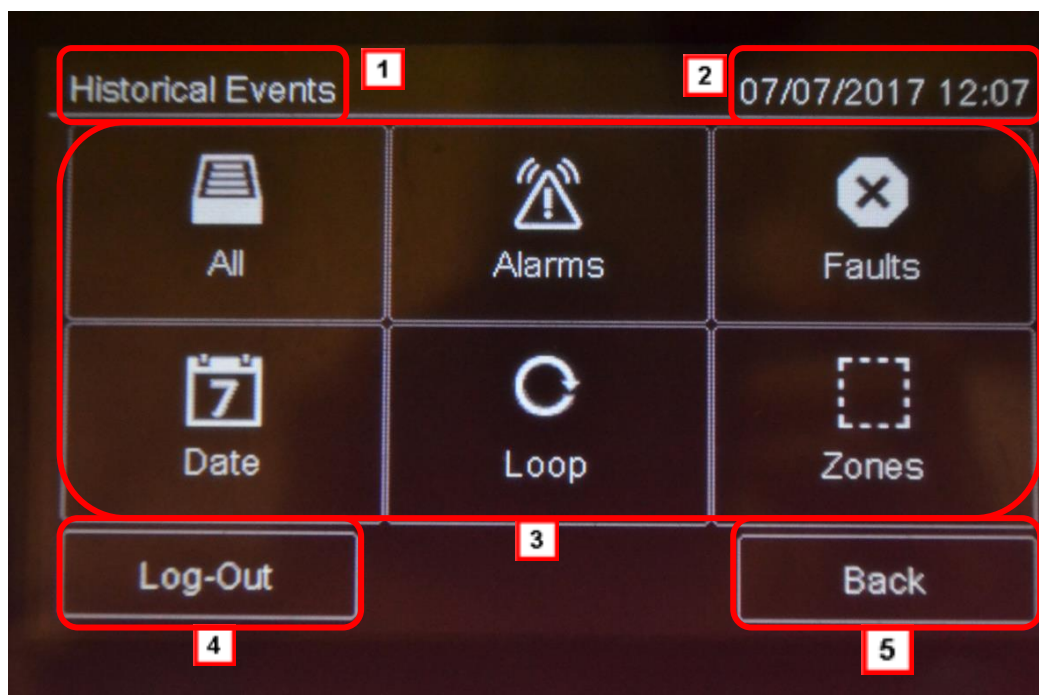 Historical Events 1 2 07/07/2017 12:07
All Alarms Faults
7
Date Loop Zones
3
Log-Out Back
4 5